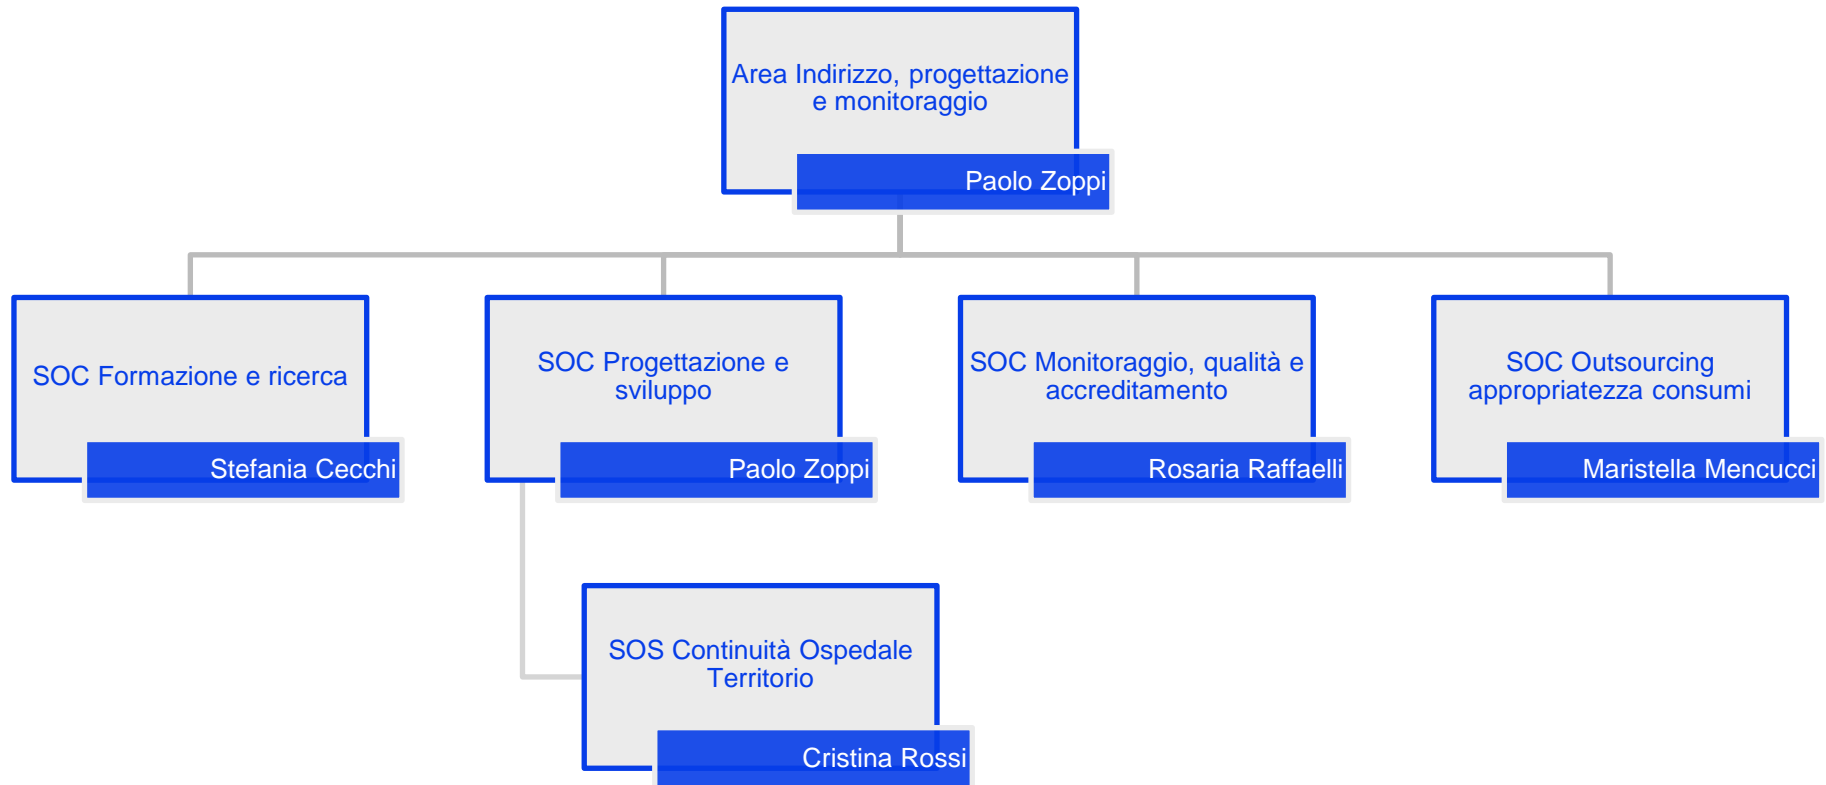 Area Indirizzo, progettazione
e monitoraggio
Paolo Zoppi
SOC Formazione e ricerca
Stefania Cecchi
SOC Progettazione e
sviluppo
Paolo Zoppi
SOC Monitoraggio, qualità e
accreditamento
Rosaria Raffaelli
SOC Outsourcing
appropriatezza consumi
Maristella Mencucci
SOS Continuità Ospedale
Territorio
Cristina Rossi